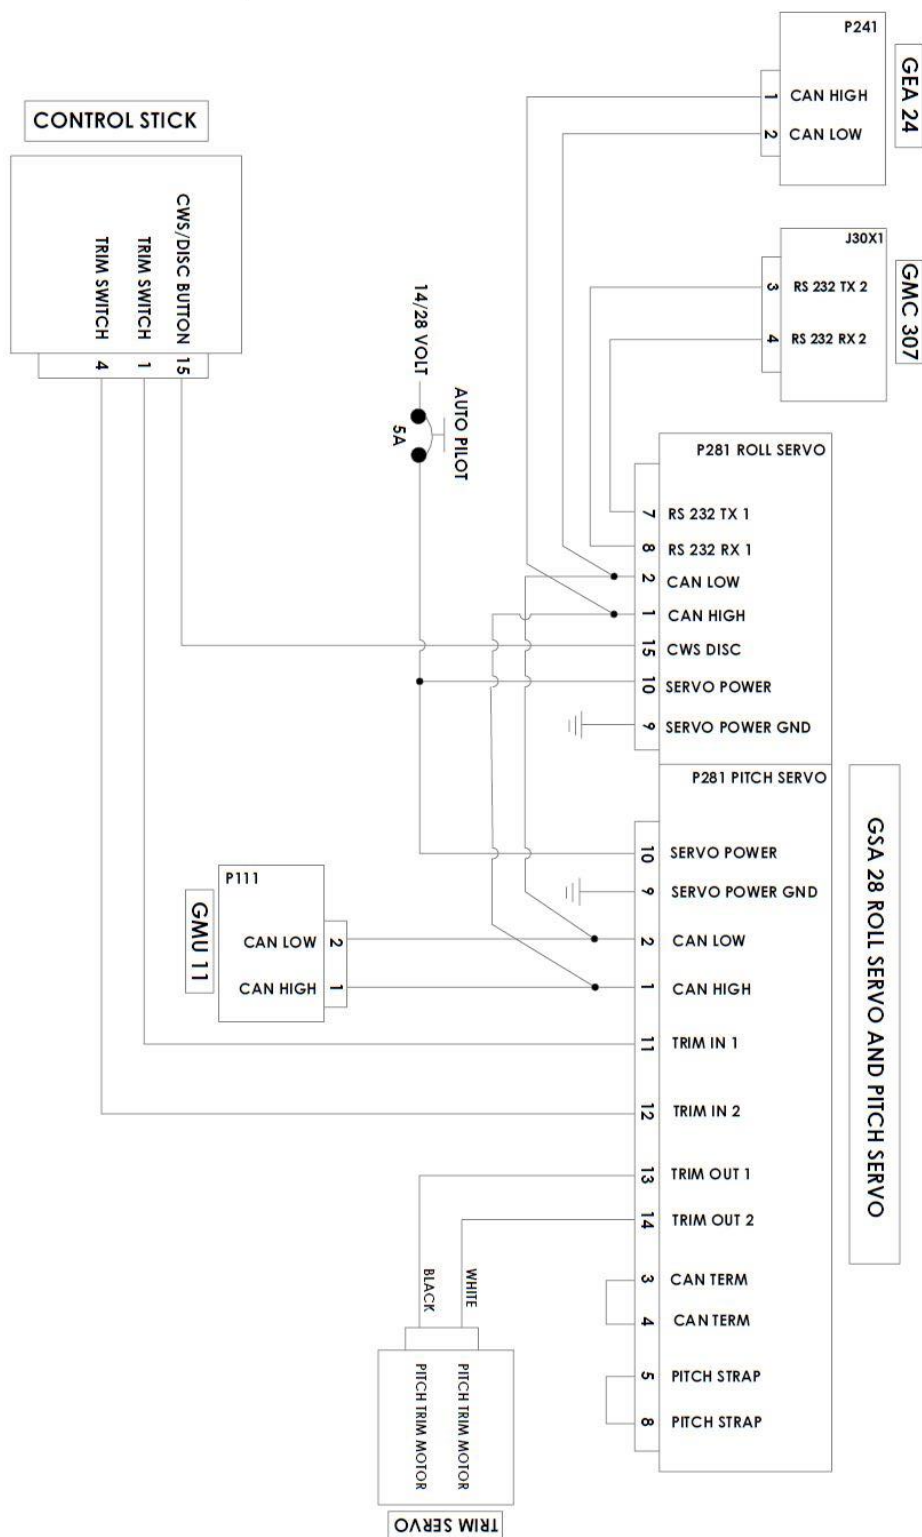 P241
GEA 24
1 CAN HIGH
2 CAN LOW
CONTROL STICK
CWS/DISC BUTTON 15
TRIM SWITCH 1
TRIM SWITCH 4
J30X1
GMC 307
3 RS 232 TX 2
4 RS 232 RX 2
14/28 VOLT
AUTO PILOT
5A
P281 ROLL SERVO
7 RS 232 TX 1
8 RS 232 RX 1
2 CAN LOW
1 CAN HIGH
15 CWS DISC
10 SERVO POWER
9 SERVO POWER GND
P281 PITCH SERVO
GSA 28 ROLL SERVO AND PITCH SERVO
10 SERVO POWER
9 SERVO POWER GND
2 CAN LOW
1 CAN HIGH
11 TRIM IN 1
12 TRIM IN 2
13 TRIM OUT 1
14 TRIM OUT 2
3 CAN TERM
4 CAN TERM
5 PITCH STRAP
8 PITCH STRAP
P111
GMU 11
CAN LOW 2
CAN HIGH 1
WHITE
BLACK
PITCH TRIM MOTOR
PITCH TRIM MOTOR
TRIM SERVO